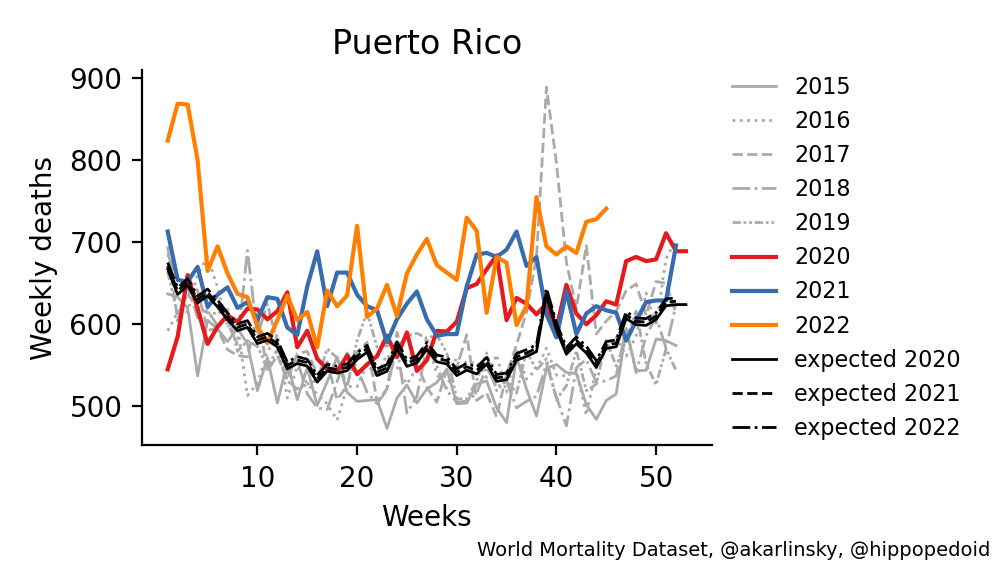 Puerto Rico
Weekly deaths
900
800
700
600
500
10 20 30 40 50
Weeks
2015
2016
2017
2018
2019
2020
2021
2022
expected 2020
expected 2021
expected 2022
World Mortality Dataset, @akarlinsky, @hippopedoid